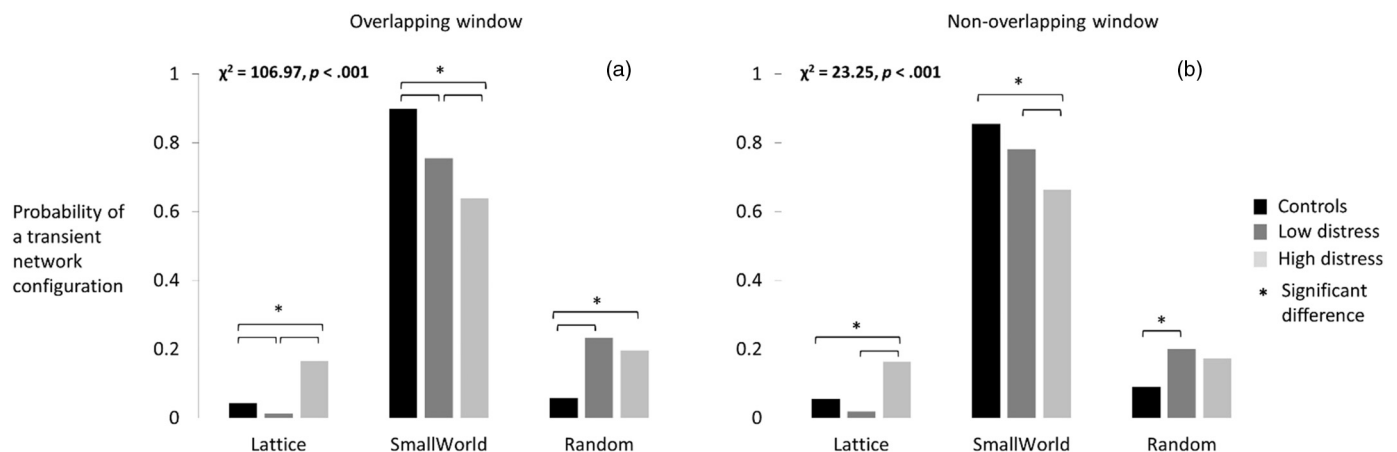 Overlapping window
χ² = 106.97, p < .001
(a)
*
1
0.8
0.6
0.4
0.2
0
Probability of
a transient
network
configuration
*
*
Lattice
SmallWorld
Random
Non-overlapping window
χ² = 23.25, p < .001
(b)
*
1
0.8
0.6
0.4
0.2
0
*
*
Lattice
SmallWorld
Random
Controls
Low distress
High distress
* Significant
difference